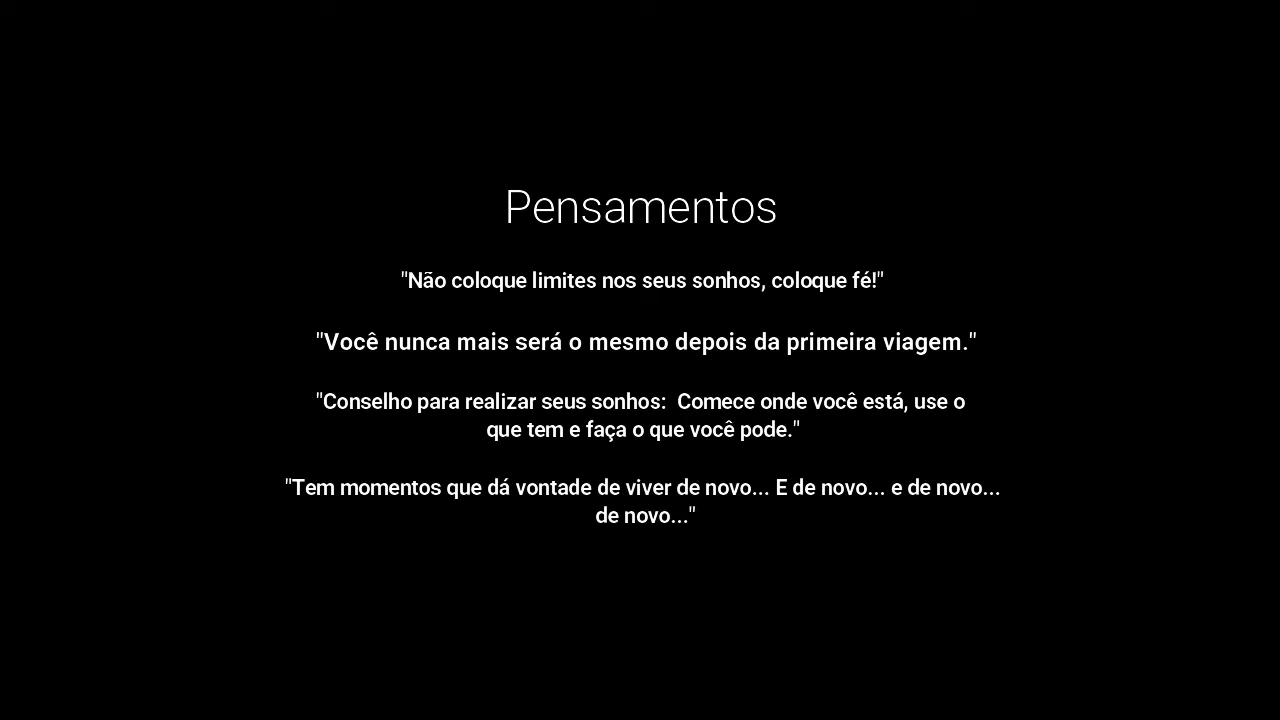 Pensamentos
"Não coloque limites nos seus sonhos, coloque fé!"
"Você nunca mais será o mesmo depois da primeira viagem."
"Conselho para realizar seus sonhos:  Comece onde você está, use o
que tem e faça o que você pode."
"Tem momentos que dá vontade de viver de novo... E de novo... e de novo...
de novo..."